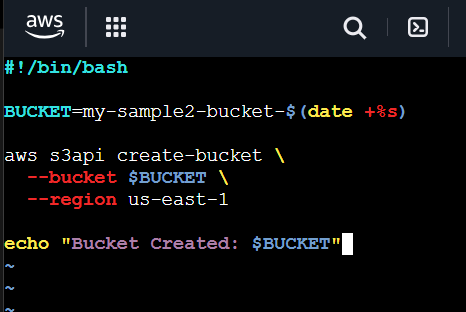 aws
#!/bin/bash
BUCKET=my-sample2-bucket-$(date +%s)
aws s3api create-bucket \
  --bucket $BUCKET \
  --region us-east-1
echo "Bucket Created: $BUCKET"
~
~
~